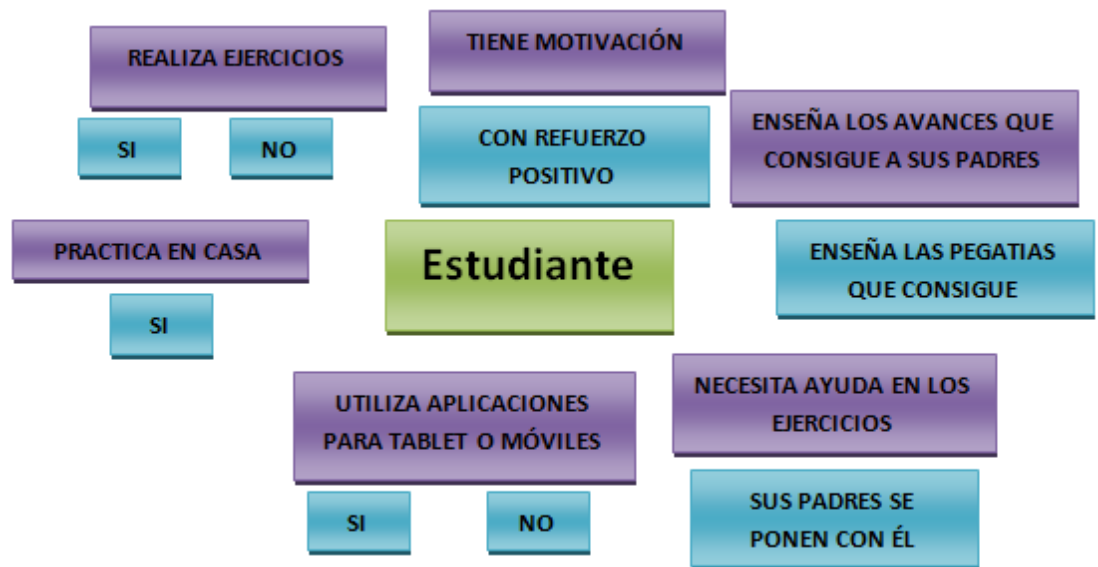 REALIZA EJERCICIOS
SI
NO
TIENE MOTIVACIÓN
CON REFUERZO
POSITIVO
ENSEÑA LOS AVANCES QUE
CONSIGUE A SUS PADRES
ENSEÑA LAS PEGATIAS
QUE CONSIGUE
PRACTICA EN CASA
SI
Estudiante
UTILIZA APLICACIONES
PARA TABLET O MÓVILES
SI
NO
NECESITA AYUDA EN LOS
EJERCICIOS
SUS PADRES SE
PONEN CON ÉL